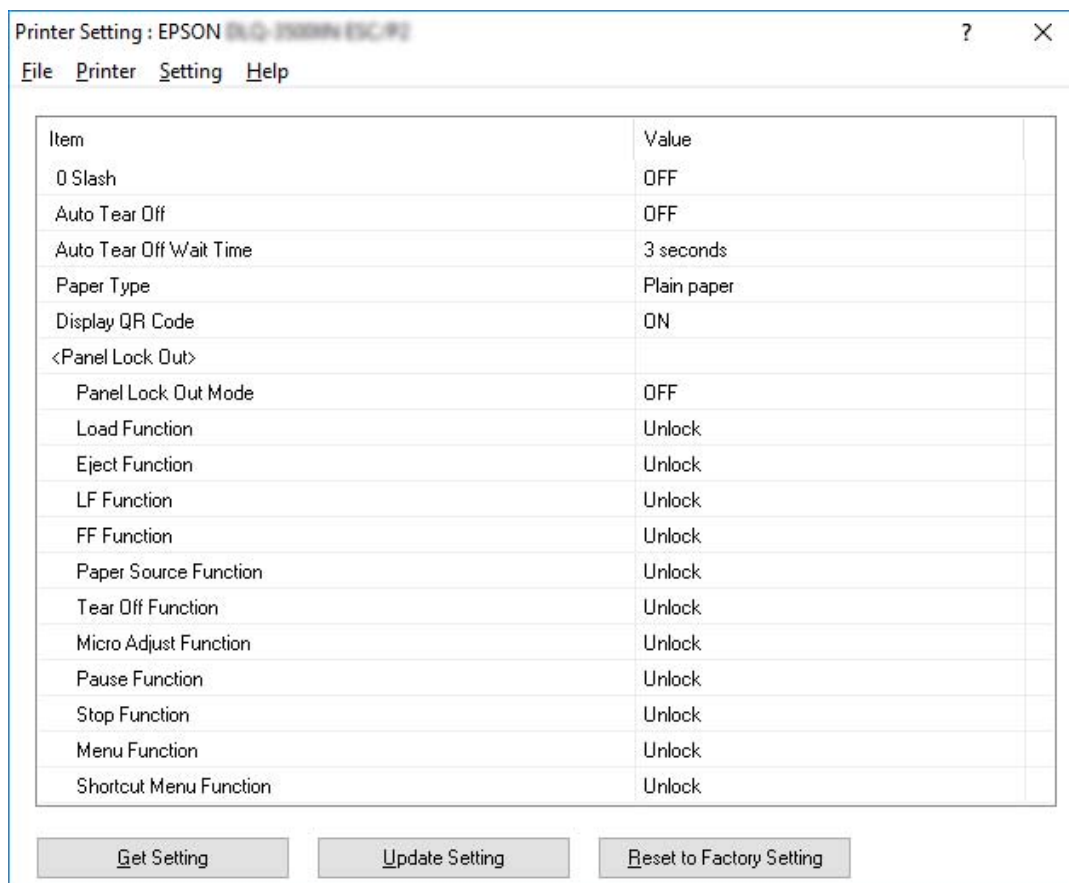 Printer Setting : EPSON
?
File Printer Setting Help
Item Value
0 Slash OFF
Auto Tear Off OFF
Auto Tear Off Wait Time 3 seconds
Paper Type Plain paper
Display QR Code ON
<Panel Lock Out>
Panel Lock Out Mode OFF
Load Function Unlock
Eject Function Unlock
LF Function Unlock
FF Function Unlock
Paper Source Function Unlock
Tear Off Function Unlock
Micro Adjust Function Unlock
Pause Function Unlock
Stop Function Unlock
Menu Function Unlock
Shortcut Menu Function Unlock
Get Setting Update Setting Reset to Factory Setting